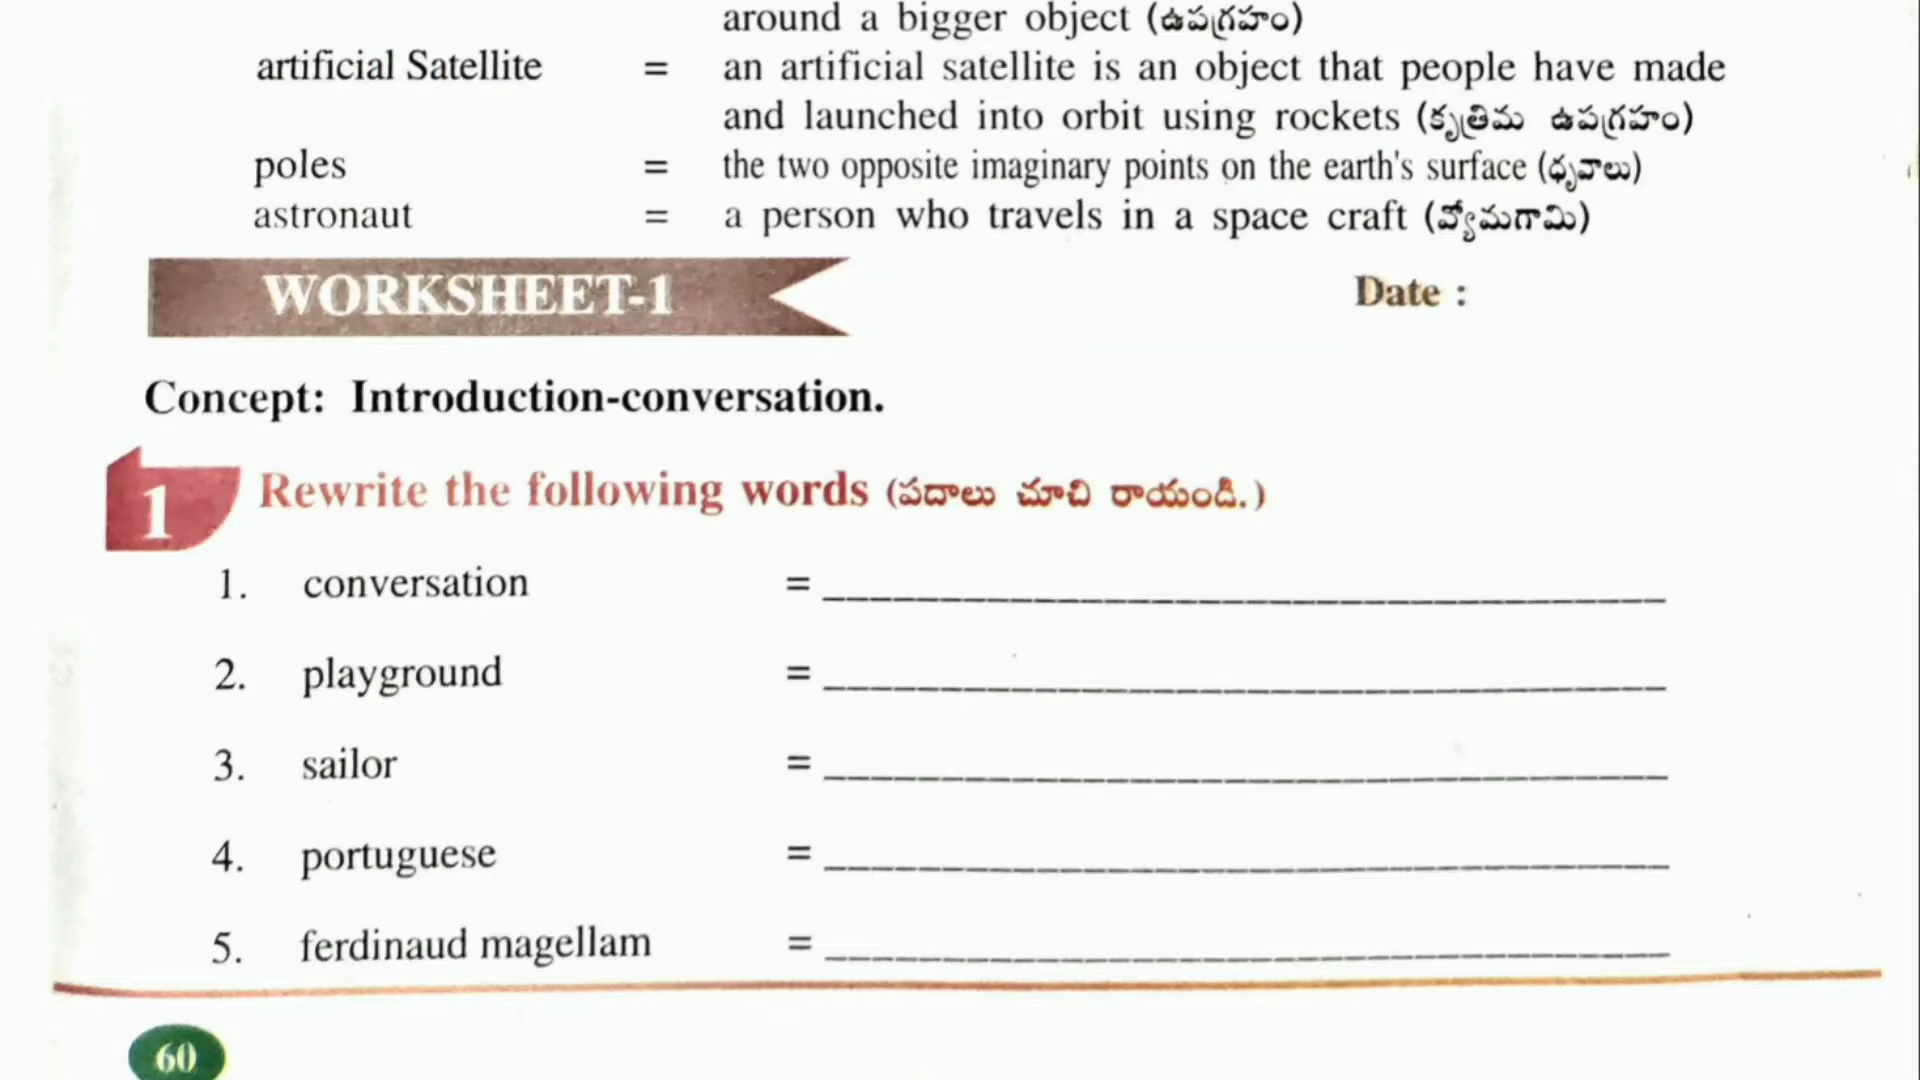 around a bigger object (ఉపగ్రహం)
artificial Satellite = an artificial satellite is an object that people have made
and launched into orbit using rockets (కృత్రిమ ఉపగ్రహం)
poles = the two opposite imaginary points on the earth's surface (ధృవాలు)
astronaut = a person who travels in a space craft (వ్యోమగామి)
WORKSHEET-1 Date :
Concept: Introduction-conversation.
1 Rewrite the following words (పదాలు చూచి రాయండి.)
1. conversation =
2. playground =
3. sailor =
4. portuguese =
5. ferdinaud magellam =
60